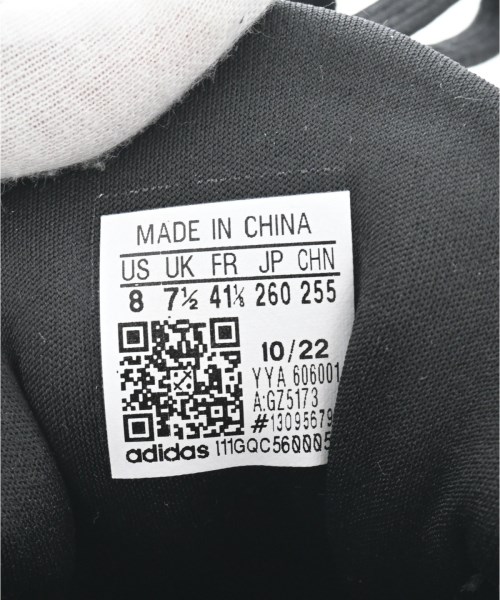 MADE IN CHINA
US UK FR JP CHN
8 7½ 41⅓ 260 255
10/22
YYA 606001
A:GZ5173
#13095679
adidas 111GQC560005